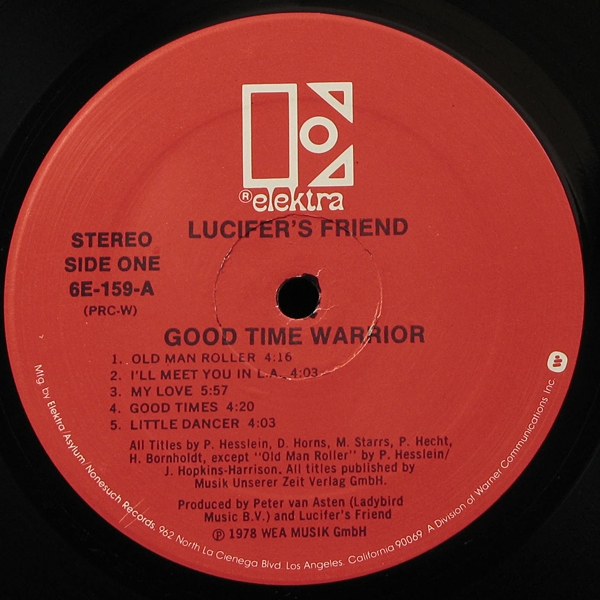 ® elektra
LUCIFER'S FRIEND
STEREO
SIDE ONE
6E-159-A
(PRC-W)
GOOD TIME WARRIOR
1. OLD MAN ROLLER 4:16
2. I'LL MEET YOU IN L.A. 4:03
3. MY LOVE 5:57
4. GOOD TIMES 4:20
5. LITTLE DANCER 4:03
All Titles by P. Hesslein, D. Horns, M. Starrs, P. Hecht,
H. Bornholdt, except "Old Man Roller" by P. Hesslein/
J. Hopkins-Harrison. All titles published by
Musik Unserer Zeit Verlag GmbH.
Produced by Peter van Asten (Ladybird
Music B.V.) and Lucifer's Friend
℗ 1978 WEA MUSIK GmbH
Mfg. by Elektra/Asylum Nonesuch Records, 962 North La Cienega Blvd. Los Angeles, California 90069 A Division of Warner Communications Inc.